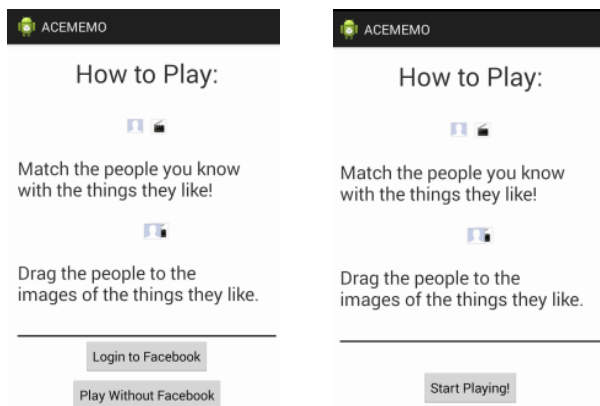 ACEMEMO
How to Play:
Match the people you know
with the things they like!
Drag the people to the
images of the things they like.
Login to Facebook
Play Without Facebook
ACEMEMO
How to Play:
Match the people you know
with the things they like!
Drag the people to the
images of the things they like.
Start Playing!